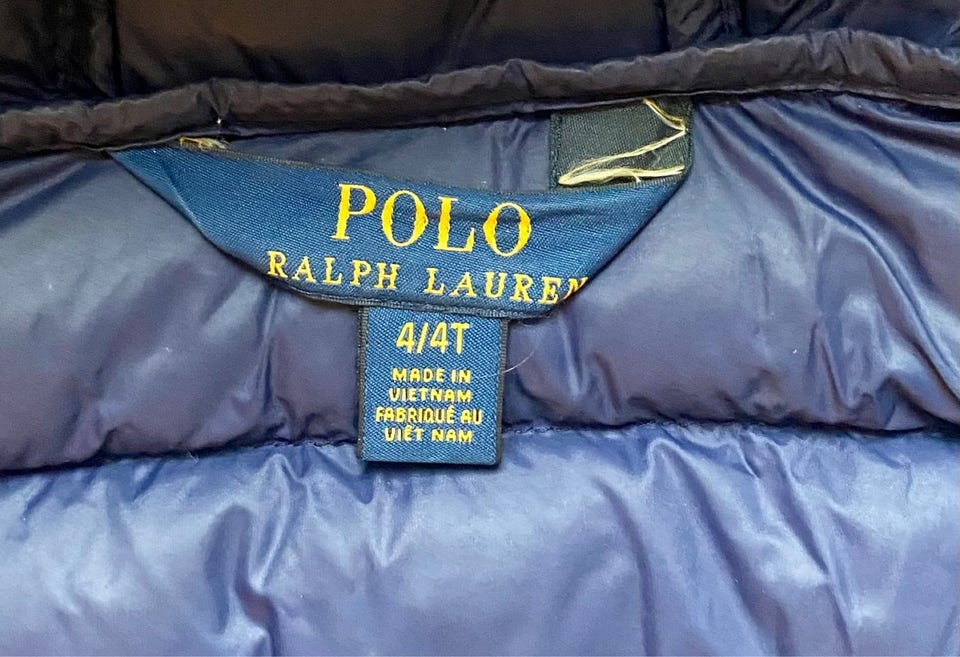 POLO
RALPH LAUREN
4/4T
MADE IN
VIETNAM
FABRIQUÉ AU
VIÊT NAM